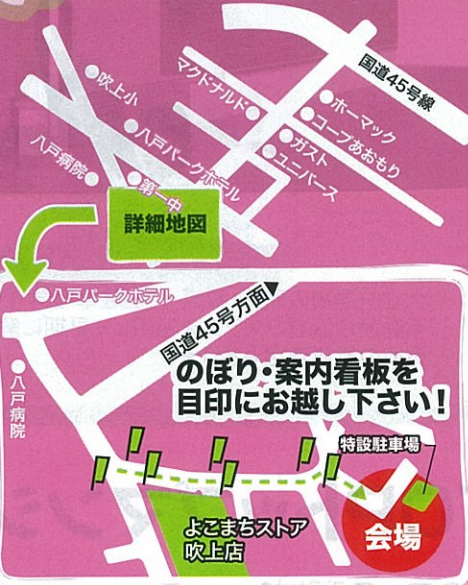 国道45号線
マクドナルド
ホーマック
コープあおもり
ガスト
ユニバース
吹上小
八戸パークホテル
八戸病院
第一中
詳細地図
八戸パークホテル
国道45号方面
八戸病院
のぼり・案内看板を
目印にお越し下さい!
特設駐車場
会場
よこまちストア
吹上店